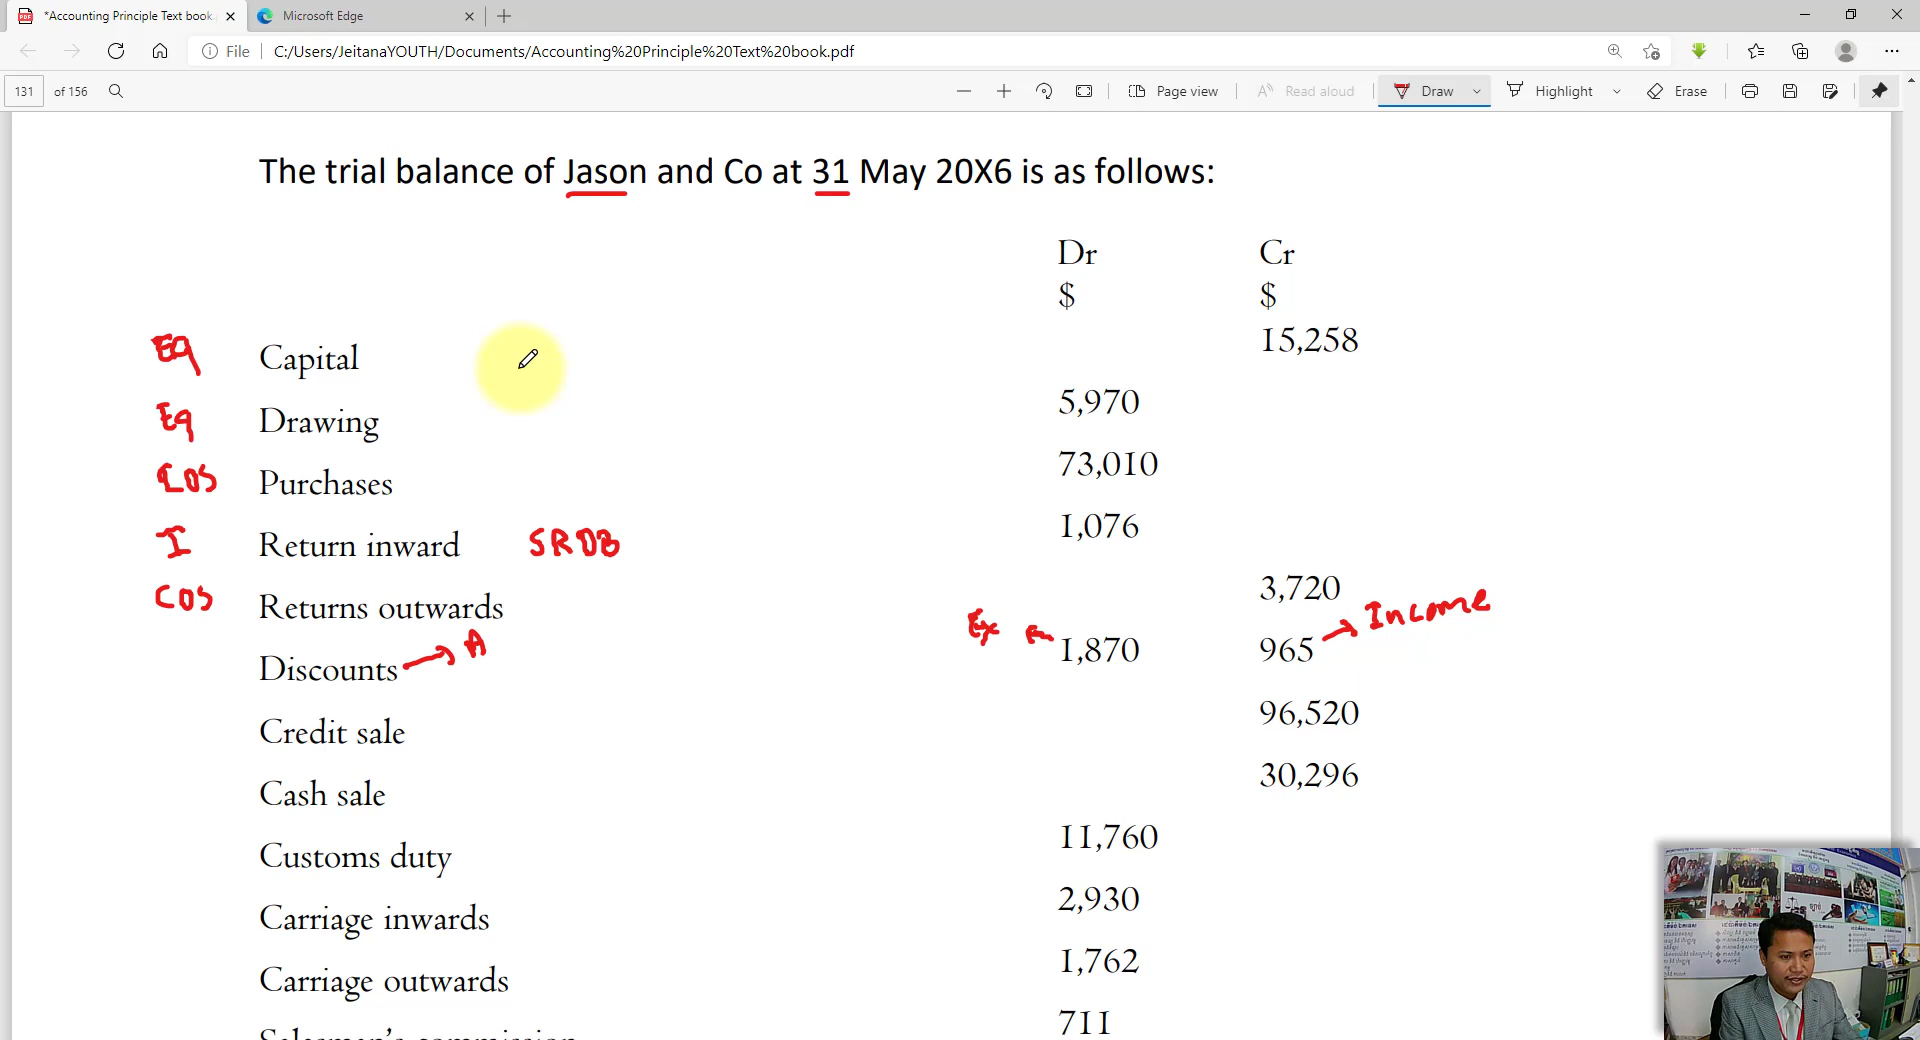 *Accounting Principle Text book.
Microsoft Edge
File
C:/Users/JeitanaYOUTH/Documents/Accounting%20Principle%20Text%20book.pdf
131 of 156
Page view
Read aloud
Draw
Highlight
Erase
The trial balance of Jason and Co at 31 May 20X6 is as follows:
Dr Cr
$ $
Eq Capital 15,258
Eq Drawing 5,970
COS Purchases 73,010
I Return inward SRDB 1,076
COS Returns outwards 3,720
Discounts → A Ex ← 1,870 965 → Income
Credit sale 96,520
Cash sale 30,296
Customs duty 11,760
Carriage inwards 2,930
Carriage outwards 1,762
Salesman's commission 711